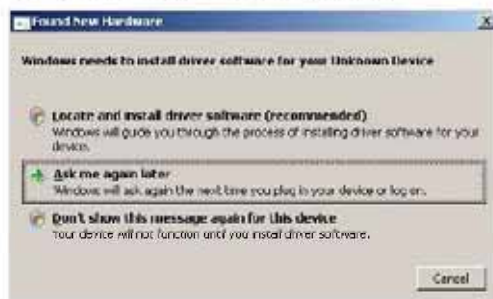 Found New Hardware
Windows needs to install driver software for your Unknown Device
Locate and install driver software (recommended)
Windows will guide you through the process of installing driver software for your
device.
Ask me again later
Windows will ask again the next time you plug in your device or log on.
Don't show this message again for this device
Your device will not function until you install driver software.
Cancel